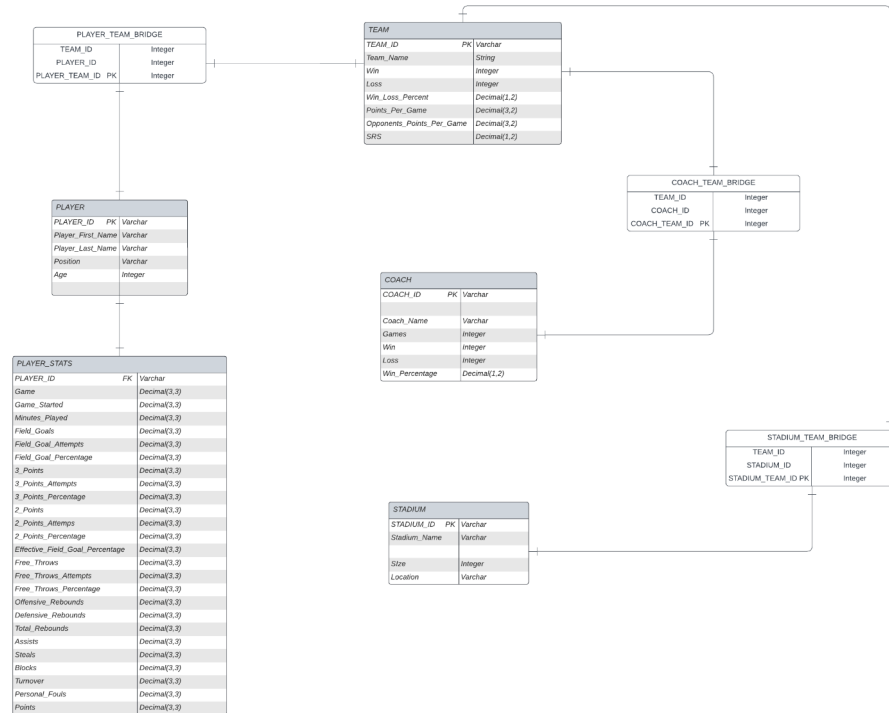 PLAYER_TEAM_BRIDGE
TEAM_ID Integer
PLAYER_ID Integer
PLAYER_TEAM_ID PK Integer
TEAM
TEAM_ID PK Varchar
Team_Name String
Win Integer
Loss Integer
Win_Loss_Percent Decimal(1,2)
Points_Per_Game Decimal(3,2)
Opponents_Points_Per_Game Decimal(3,2)
SRS Decimal(1,2)
COACH_TEAM_BRIDGE
TEAM_ID Integer
COACH_ID Integer
COACH_TEAM_ID PK Integer
PLAYER
PLAYER_ID PK Varchar
Player_First_Name Varchar
Player_Last_Name Varchar
Position Varchar
Age Integer
COACH
COACH_ID PK Varchar
Coach_Name Varchar
Games Integer
Win Integer
Loss Integer
Win_Percentage Decimal(1,2)
PLAYER_STATS
PLAYER_ID FK Varchar
Game Decimal(3,3)
Game_Started Decimal(3,3)
Minutes_Played Decimal(3,3)
Field_Goals Decimal(3,3)
Field_Goal_Attempts Decimal(3,3)
Field_Goal_Percentage Decimal(3,3)
3_Points Decimal(3,3)
3_Points_Attempts Decimal(3,3)
3_Points_Percentage Decimal(3,3)
2_Points Decimal(3,3)
2_Points_Attemps Decimal(3,3)
2_Points_Percentage Decimal(3,3)
Effective_Field_Goal_Percentage Decimal(3,3)
Free_Throws Decimal(3,3)
Free_Throws_Attempts Decimal(3,3)
Free_Throws_Percentage Decimal(3,3)
Offensive_Rebounds Decimal(3,3)
Defensive_Rebounds Decimal(3,3)
Total_Rebounds Decimal(3,3)
Assists Decimal(3,3)
Steals Decimal(3,3)
Blocks Decimal(3,3)
Turnover Decimal(3,3)
Personal_Fouls Decimal(3,3)
Points Decimal(3,3)
STADIUM_TEAM_BRIDGE
TEAM_ID Integer
STADIUM_ID Integer
STADIUM_TEAM_ID PK Integer
STADIUM
STADIUM_ID PK Varchar
Stadium_Name Varchar
SIze Integer
Location Varchar